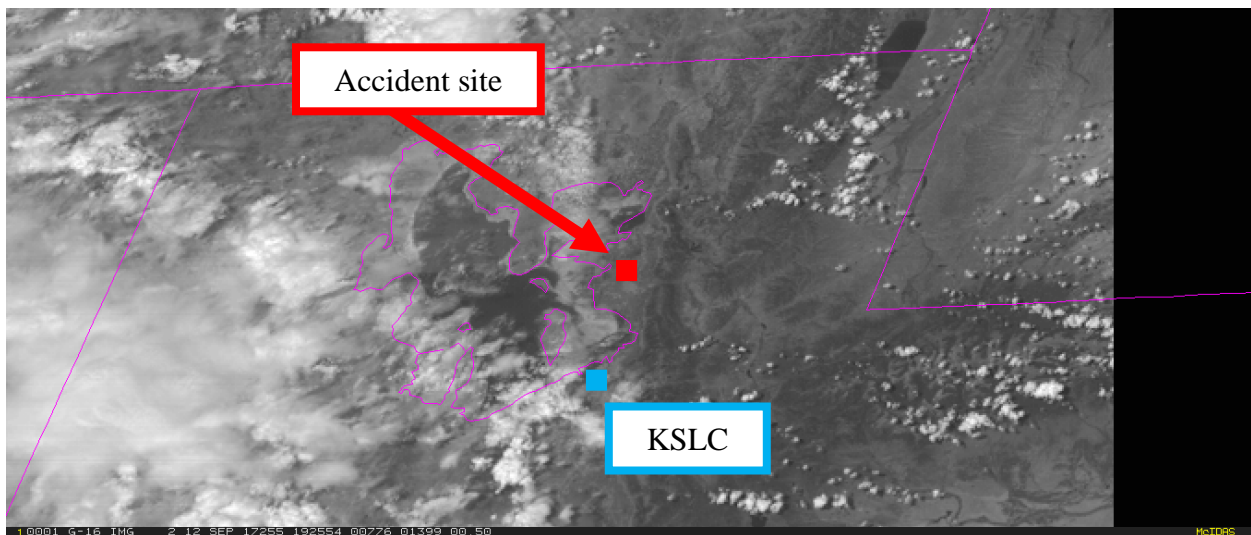 Accident site
KSLC
1 0001 G-16 IMG 2 12 SEP 17255 192554 00776 01399 00.50 McIDAS